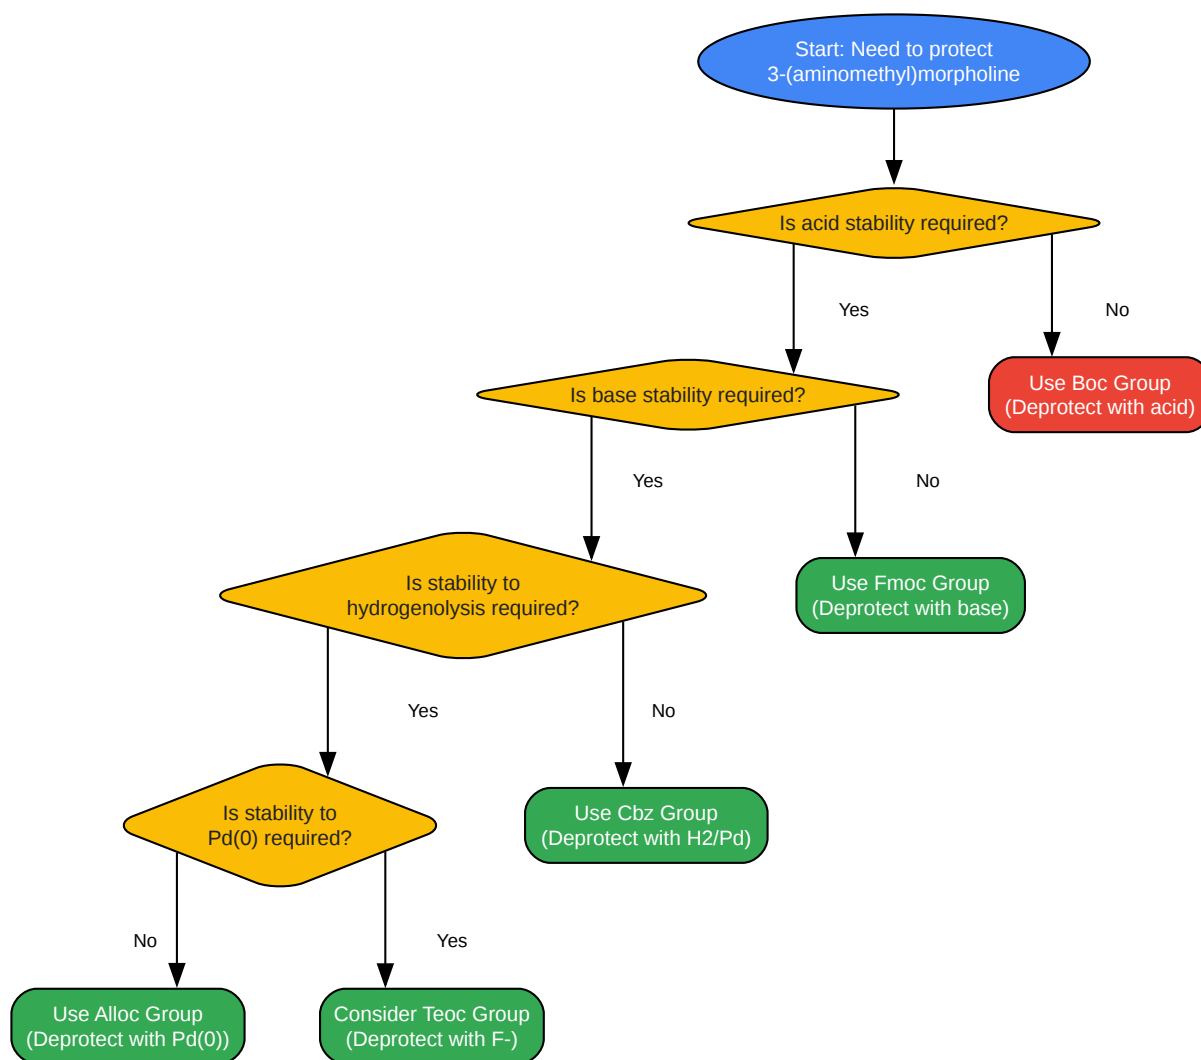 Start: Need to protect
3-(aminomethyl)morpholine
Is acid stability required?
Yes
No
Use Boc Group
(Deprotect with acid)
Is base stability required?
Yes
No
Use Fmoc Group
(Deprotect with base)
Is stability to
hydrogenolysis required?
Yes
No
Use Cbz Group
(Deprotect with H2/Pd)
Is stability to
Pd(0) required?
No
Yes
Use Alloc Group
(Deprotect with Pd(0))
Consider Teoc Group
(Deprotect with F-)